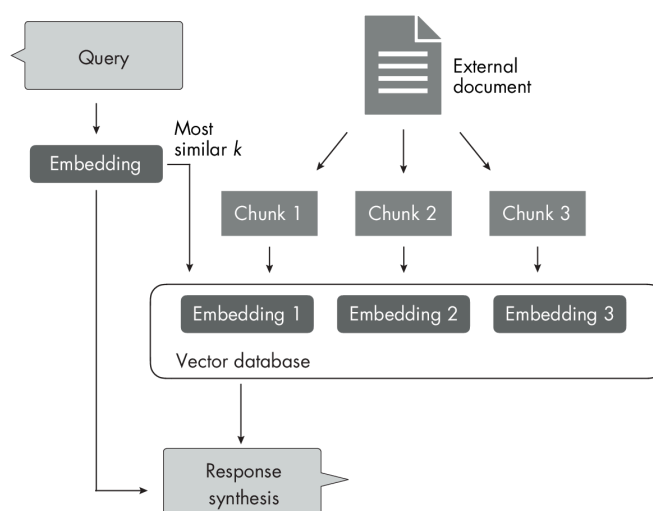 Query
External
document
Most
similar k
Embedding
Chunk 1
Chunk 2
Chunk 3
Embedding 1
Embedding 2
Embedding 3
Vector database
Response
synthesis